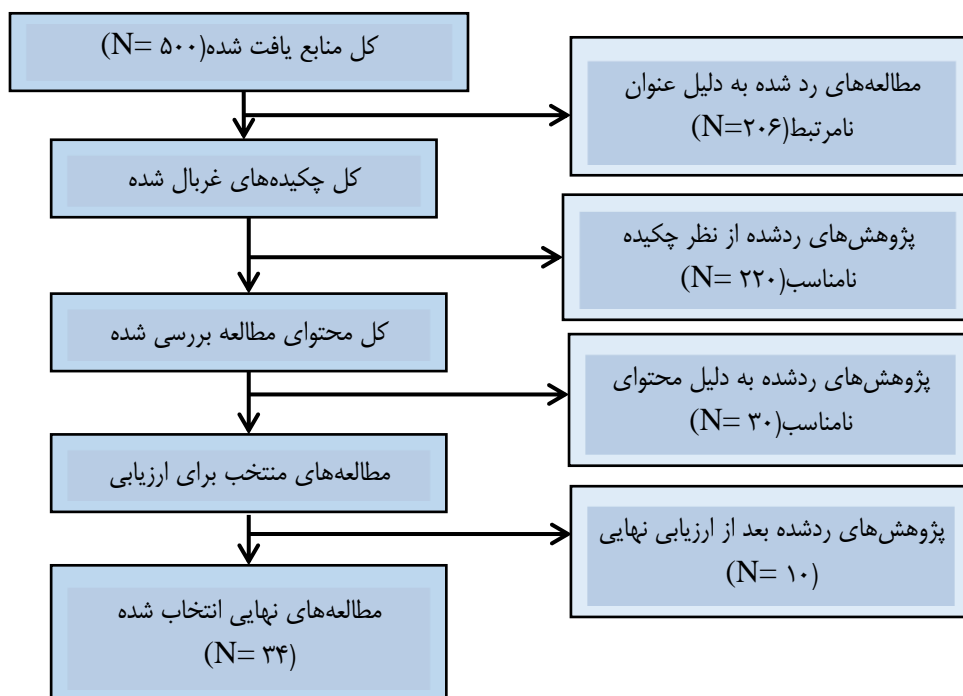 کل منابع یافت شده(N= ۵۰۰)
مطالعه‌های رد شده به دلیل عنوان
نامرتبط(N=۲۰۶)
کل چکیده‌های غربال شده
پژوهش‌های ردشده از نظر چکیده
نامناسب(N= ۲۲۰)
کل محتوای مطالعه بررسی شده
پژوهش‌های ردشده به دلیل محتوای
نامناسب(N= ۳۰)
مطالعه‌های منتخب برای ارزیابی
پژوهش‌های ردشده بعد از ارزیابی نهایی
(N= ۱۰)
مطالعه‌های نهایی انتخاب شده
(N= ۳۴)